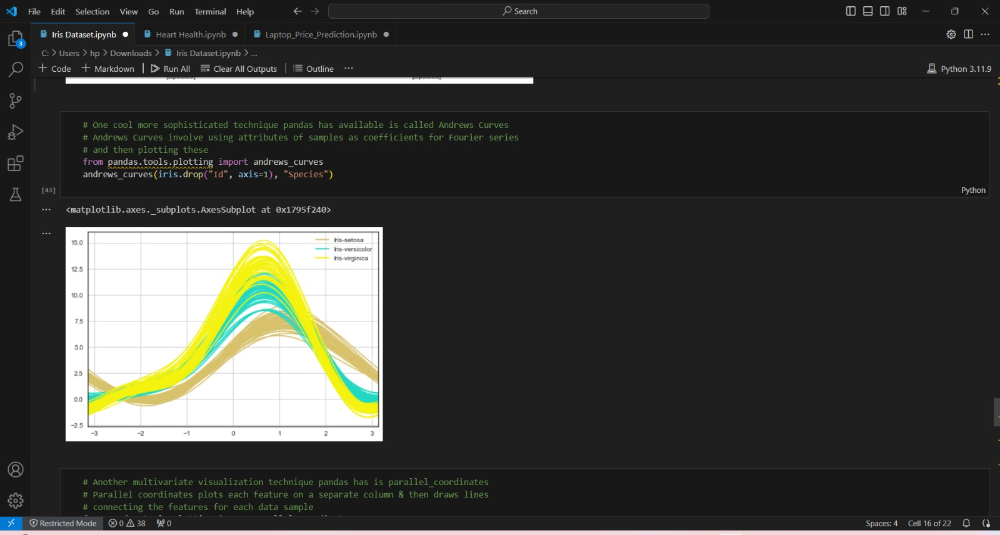 File Edit Selection View Go Run Terminal Help
Search
Iris Dataset.ipynb
Heart Health.ipynb
Laptop_Price_Prediction.ipynb
3
C: > Users > hp > Downloads > Iris Dataset.ipynb > ...
+ Code + Markdown | Run All Clear All Outputs | Outline ...
Python 3.11.9
# One cool more sophisticated technique pandas has available is called Andrews Curves
# Andrews Curves involve using attributes of samples as coefficients for Fourier series
# and then plotting these
from pandas.tools.plotting import andrews_curves
andrews_curves(iris.drop("Id", axis=1), "Species")
[43]
Python
<matplotlib.axes._subplots.AxesSubplot at 0x1795f240>
Iris-setosa
Iris-versicolor
Iris-virginica
15.0
12.5
10.0
7.5
5.0
2.5
0.0
−2.5
−3 −2 −1 0 1 2 3
# Another multivariate visualization technique pandas has is parallel_coordinates
# Parallel coordinates plots each feature on a separate column & then draws lines
# connecting the features for each data sample
Restricted Mode 0 38 0
Spaces: 4 Cell 16 of 22